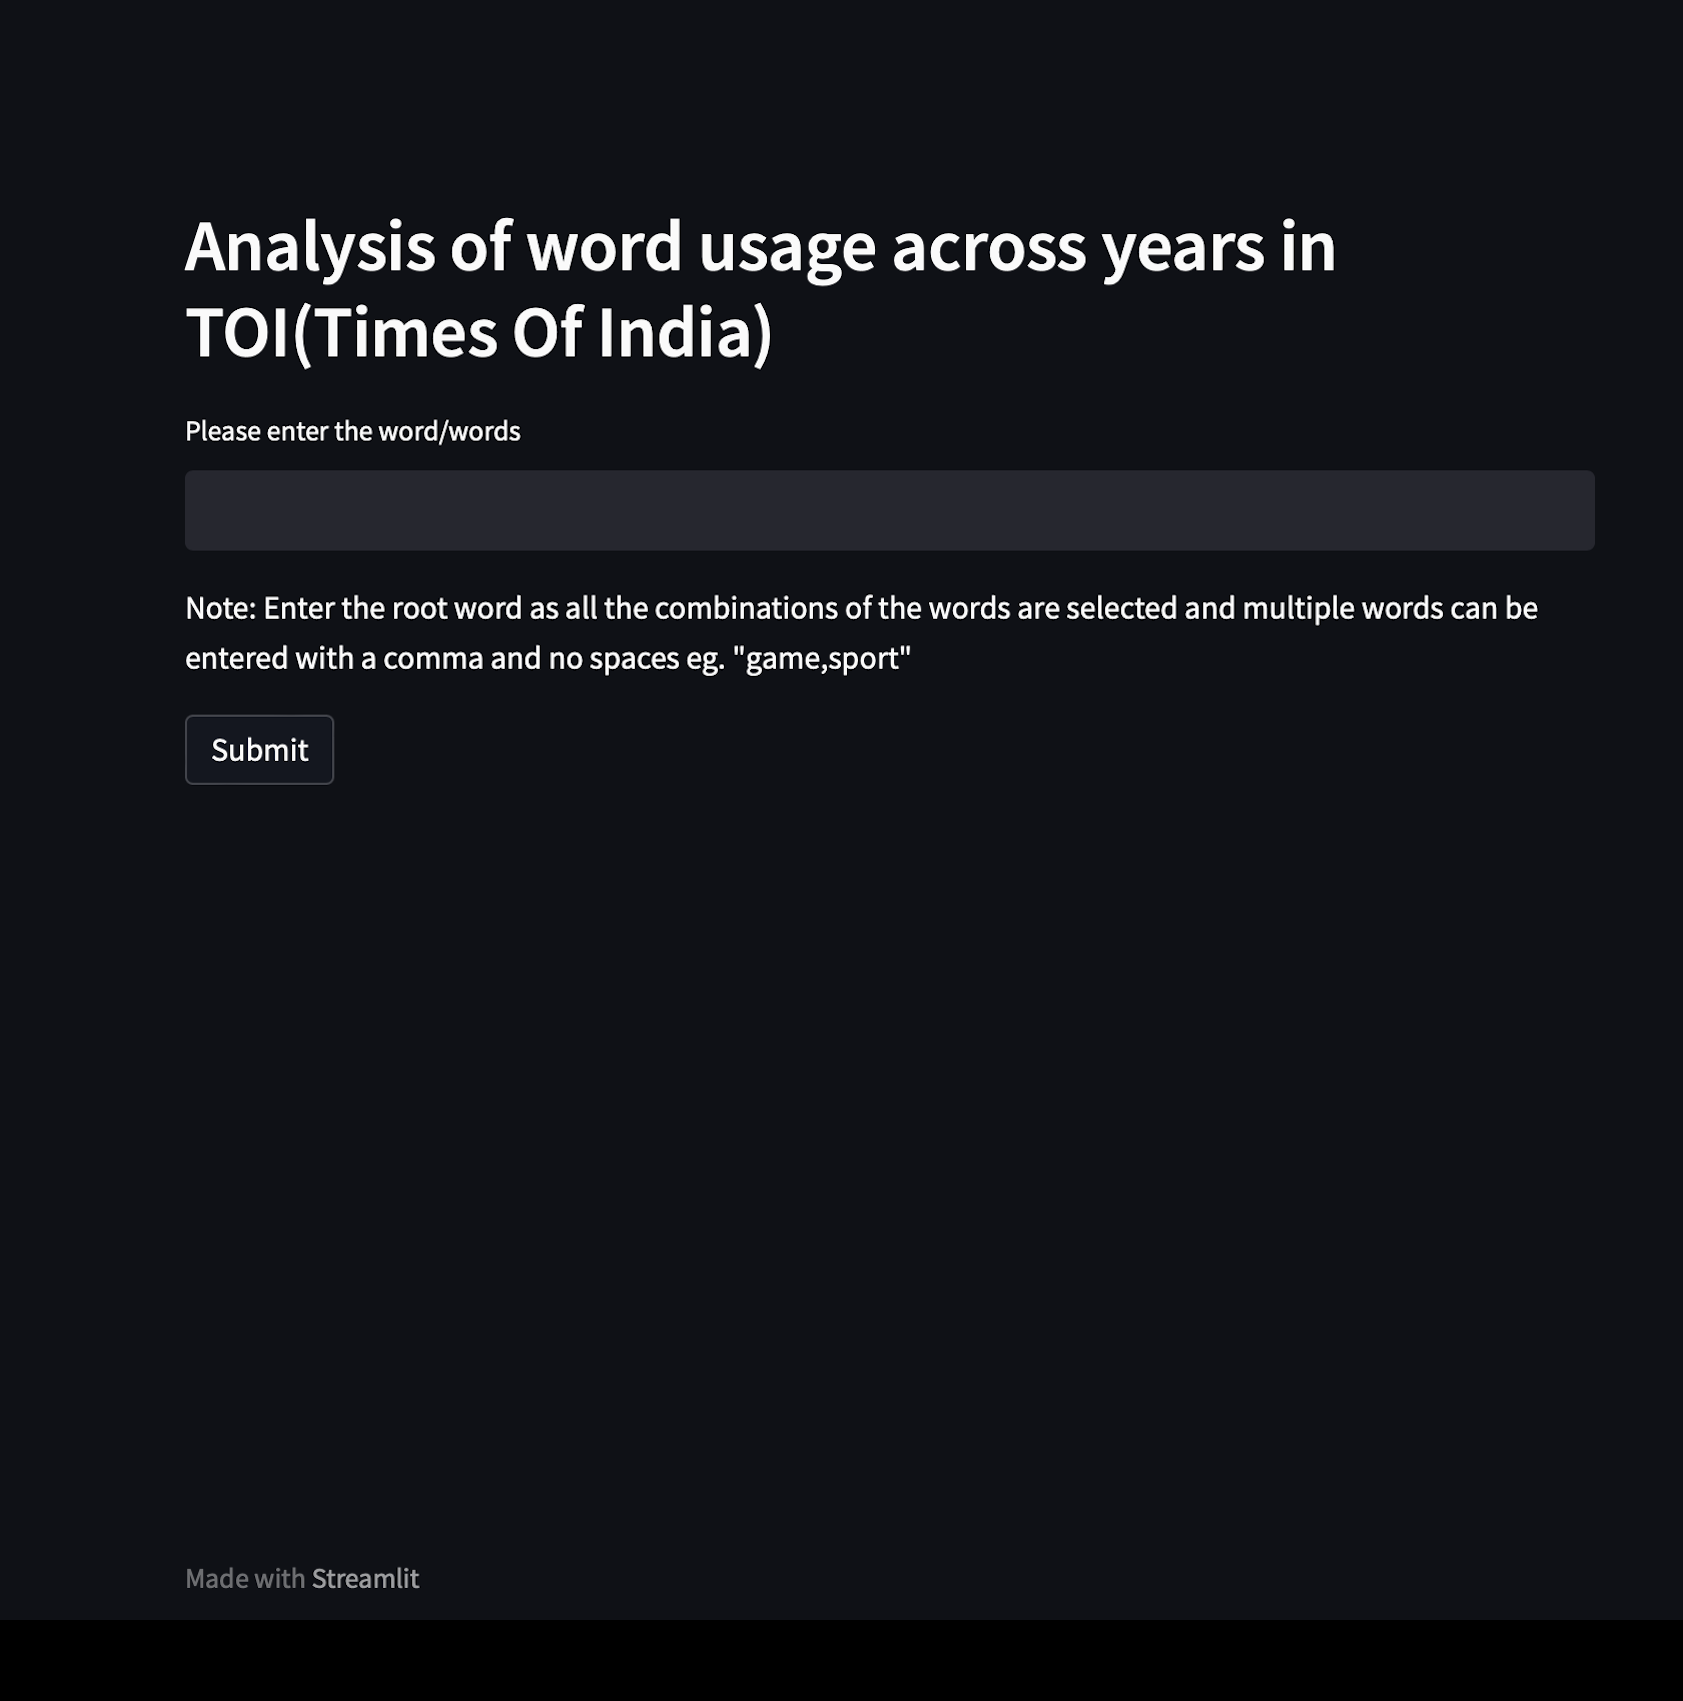 Analysis of word usage across years in
TOI(Times Of India)
Please enter the word/words
Note: Enter the root word as all the combinations of the words are selected and multiple words can be
entered with a comma and no spaces eg. "game,sport"
Submit
Made with Streamlit